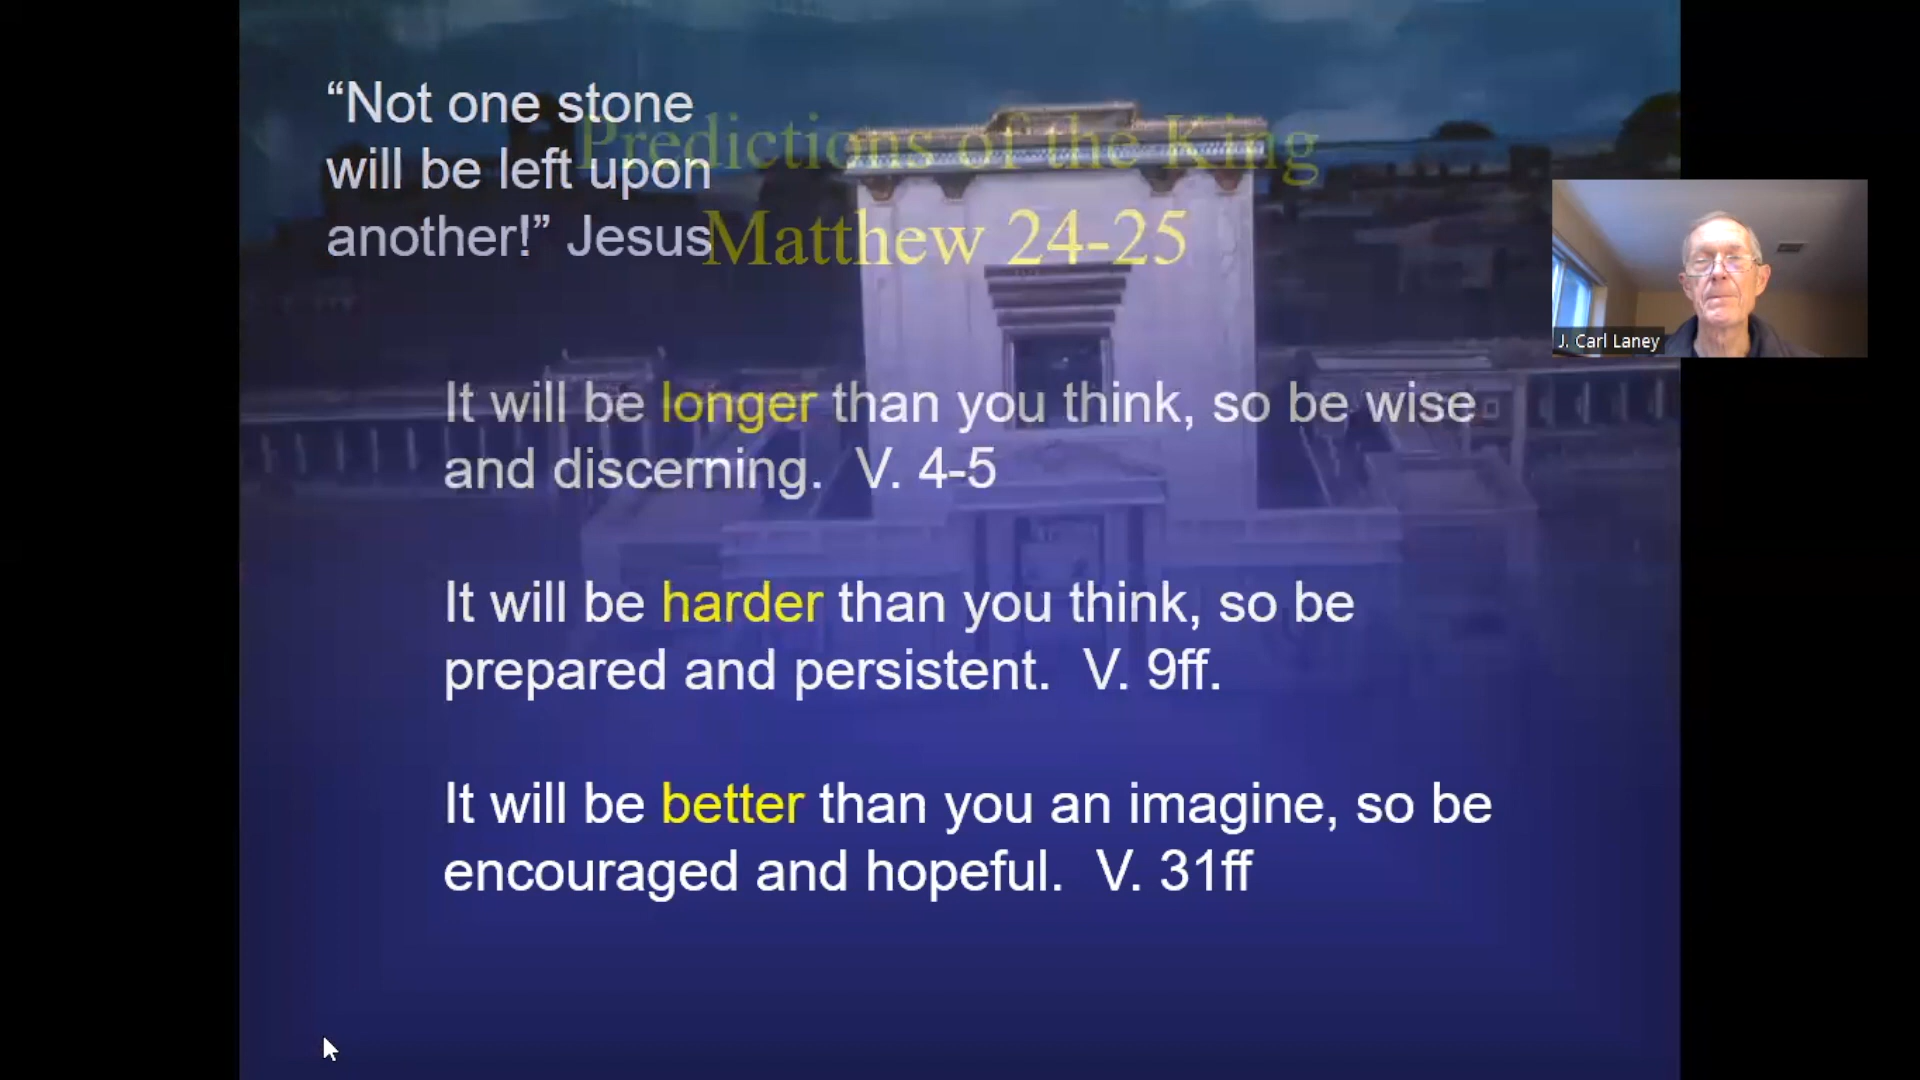 “Not one stone
will be left upon
another!” Jesus
Predictions of the King
Matthew 24-25
J. Carl Laney
It will be longer than you think, so be wise
and discerning. V. 4-5
It will be harder than you think, so be
prepared and persistent. V. 9ff.
It will be better than you an imagine, so be
encouraged and hopeful. V. 31ff